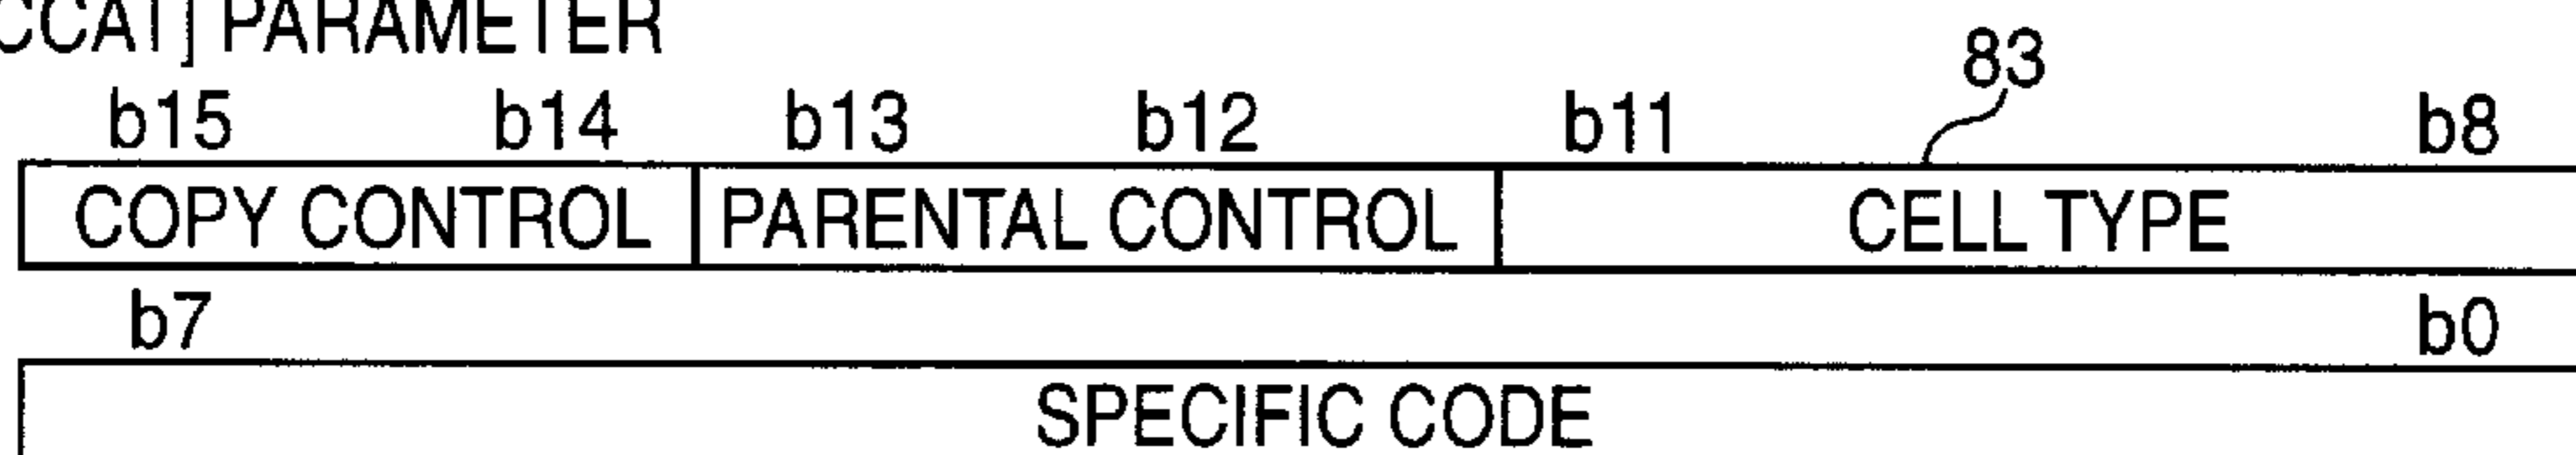 CCAT] PARAMETER
83
b15 b14 b13 b12 b11 b8
COPY CONTROL PARENTAL CONTROL CELL TYPE
b7 b0
SPECIFIC CODE